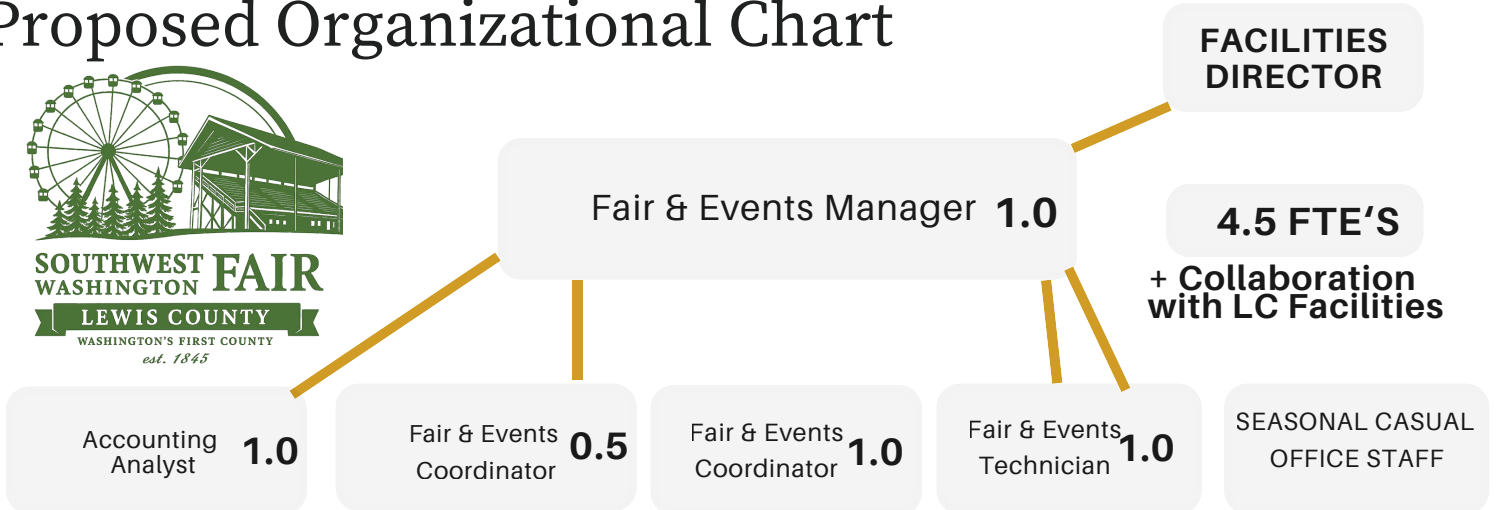 Proposed Organizational Chart
FACILITIES
DIRECTOR
Fair & Events Manager 1.0
4.5 FTE‘S
+ Collaboration
with LC Facilities
SOUTHWEST
WASHINGTON
FAIR
LEWIS COUNTY
WASHINGTON'S FIRST COUNTY
est. 1845
Accounting
Analyst
1.0
Fair & Events
Coordinator
0.5
Fair & Events
Coordinator
1.0
Fair & Events
Technician
1.0
SEASONAL CASUAL
OFFICE STAFF